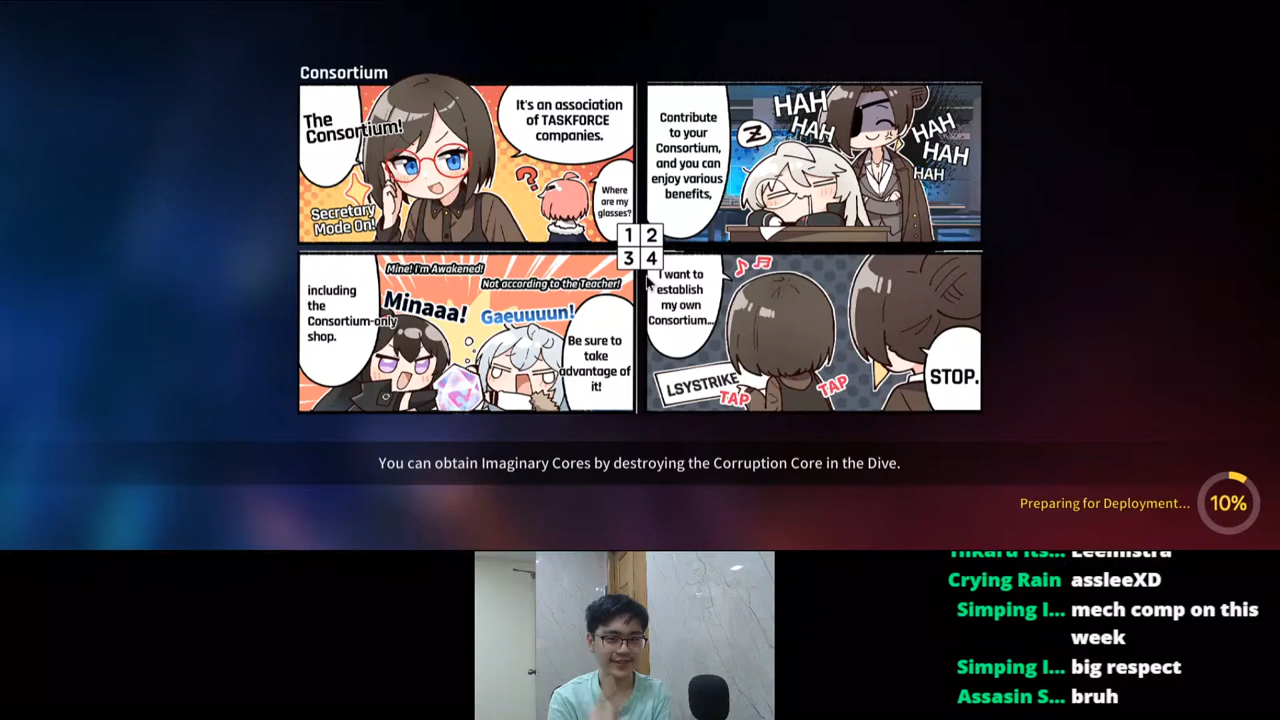 Consortium
The
Consortium!
It's an association
of TASKFORCE
companies.
Where
are my
glasses?
?
Secretary
Mode On!
Contribute
to your
Consortium,
and you can
enjoy various
benefits,
Z
HAH
HAH
HAH
HAH
HAH
1 2
3 4
including
the
Consortium-only
shop.
Mine! I'm Awakened!
Not according to the Teacher!
Minaaa!
Gaeuuuun!
Be sure to
take
advantage of
it!
I want to
establish
my own
Consortium...
LSYSTRIKE
TAP
TAP
STOP.
You can obtain Imaginary Cores by destroying the Corruption Core in the Dive.
Preparing for Deployment... 10%
Crying Rain assleeXD
Simping I... mech comp on this
week
Simping I... big respect
Assasin S... bruh